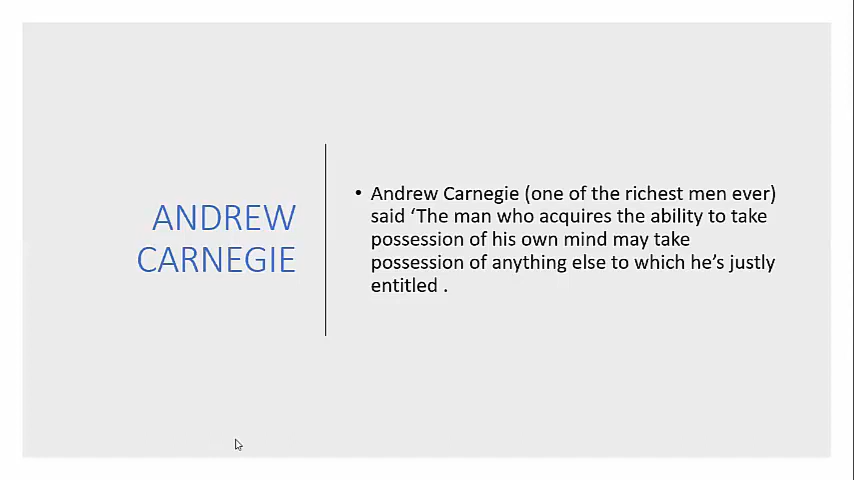 ANDREW
CARNEGIE
• Andrew Carnegie (one of the richest men ever)
said ‘The man who acquires the ability to take
possession of his own mind may take
possession of anything else to which he’s justly
entitled .